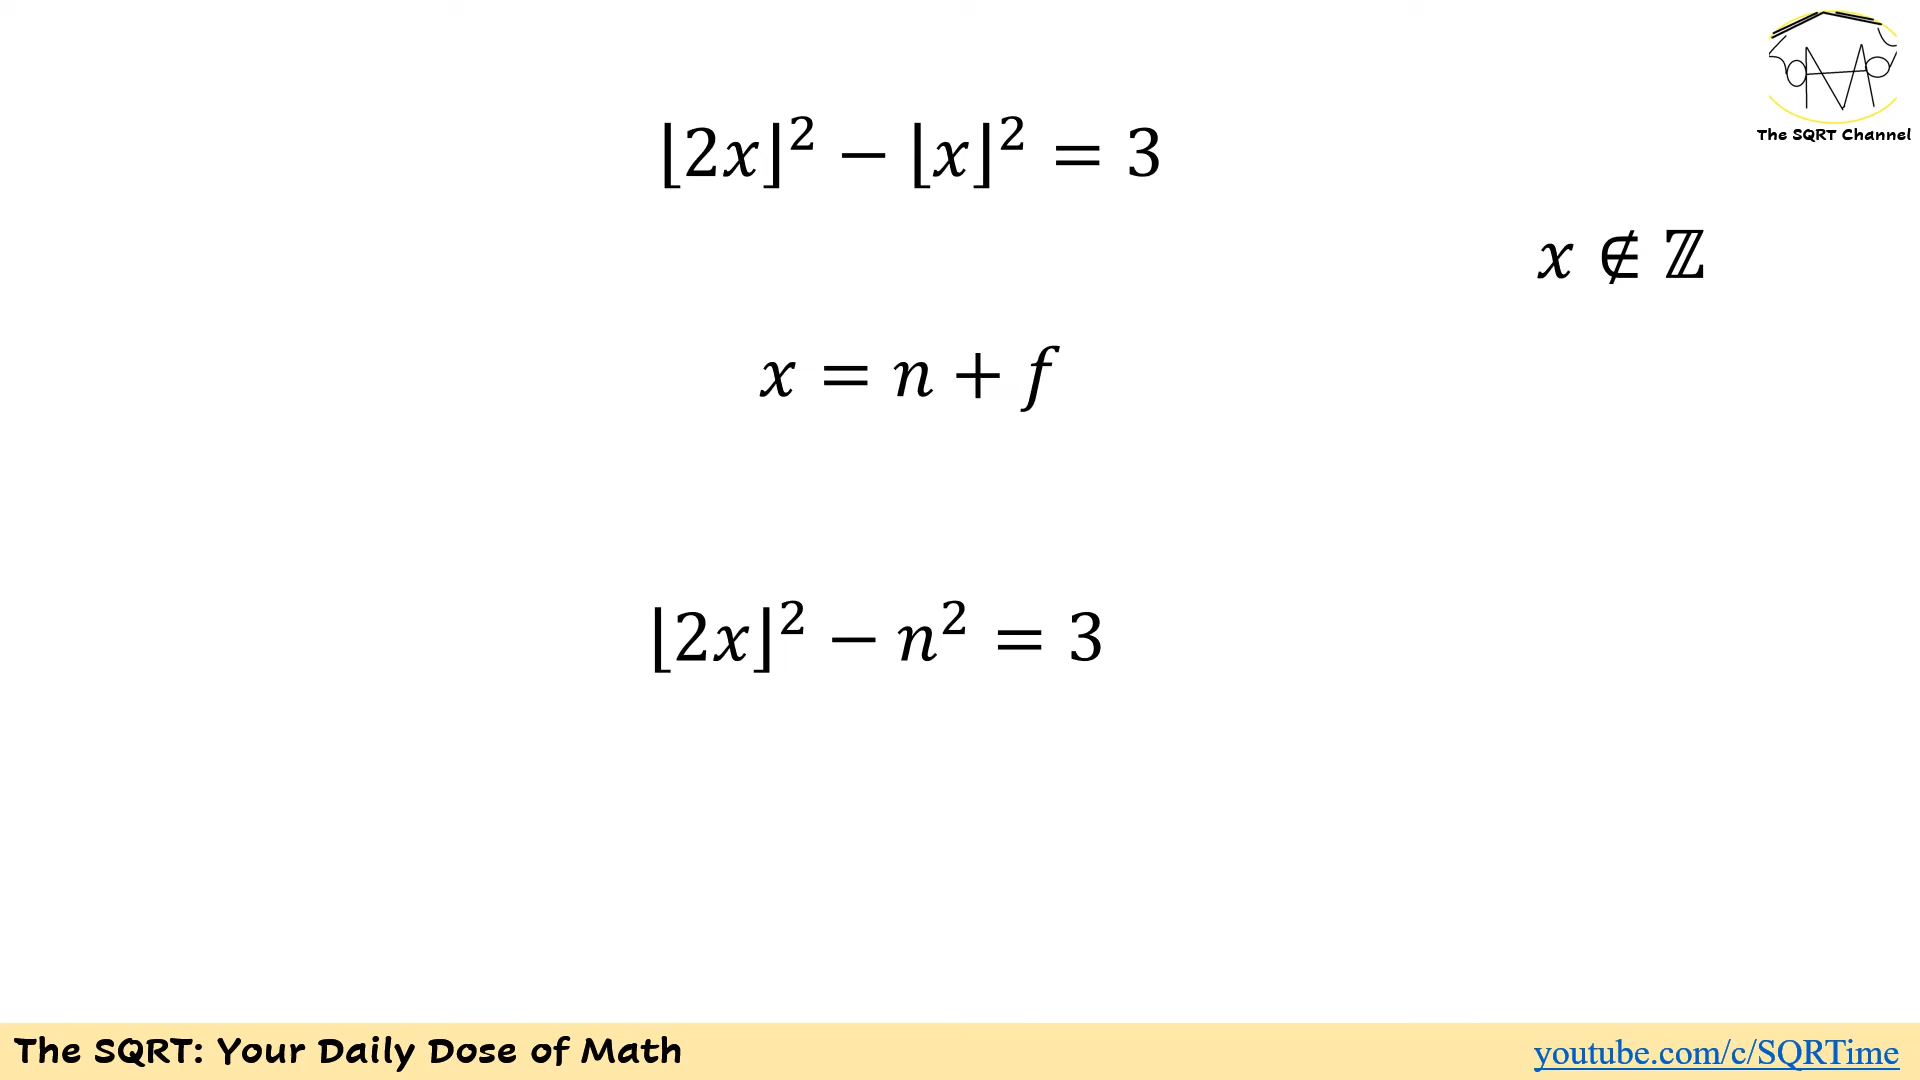 ⌊2x⌋² − ⌊x⌋² = 3
The SQRT Channel
x ∉ ℤ
x = n + f
⌊2x⌋² − n² = 3
The SQRT: Your Daily Dose of Math
youtube.com/c/SQRTime